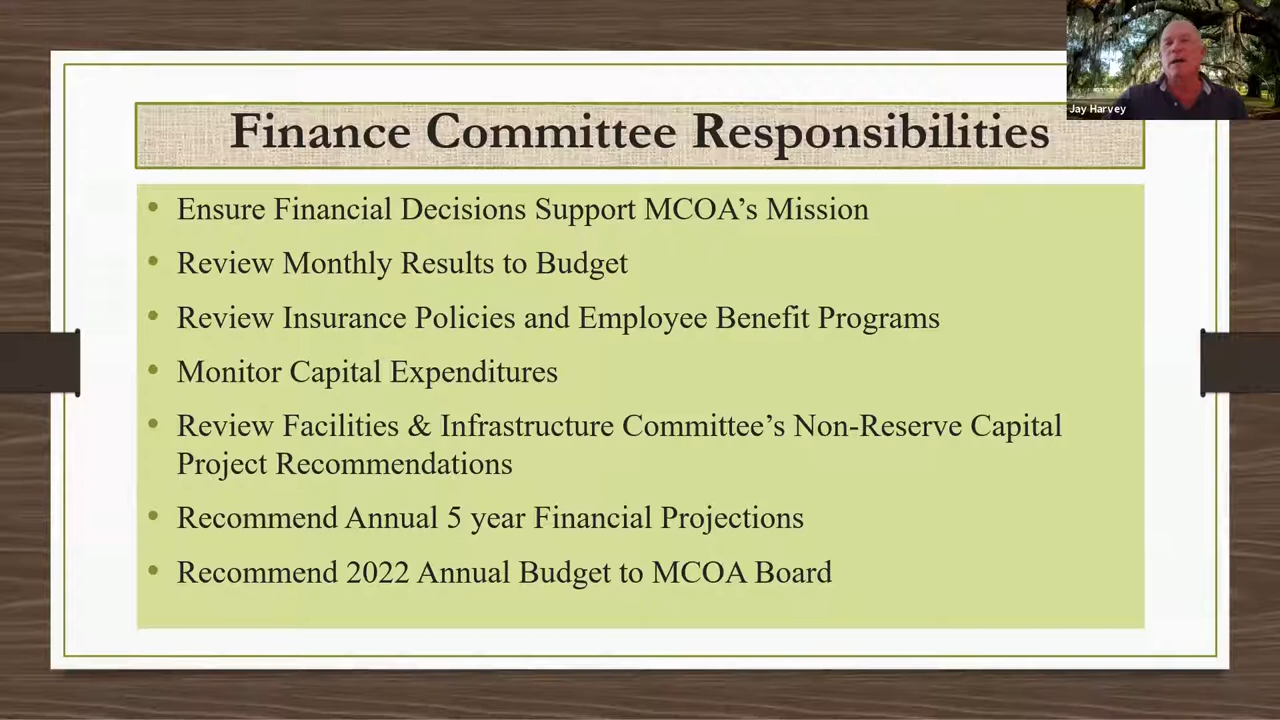 Jay Harvey
Finance Committee Responsibilities
• Ensure Financial Decisions Support MCOA’s Mission
• Review Monthly Results to Budget
• Review Insurance Policies and Employee Benefit Programs
• Monitor Capital Expenditures
• Review Facilities & Infrastructure Committee’s Non-Reserve Capital
Project Recommendations
• Recommend Annual 5 year Financial Projections
• Recommend 2022 Annual Budget to MCOA Board